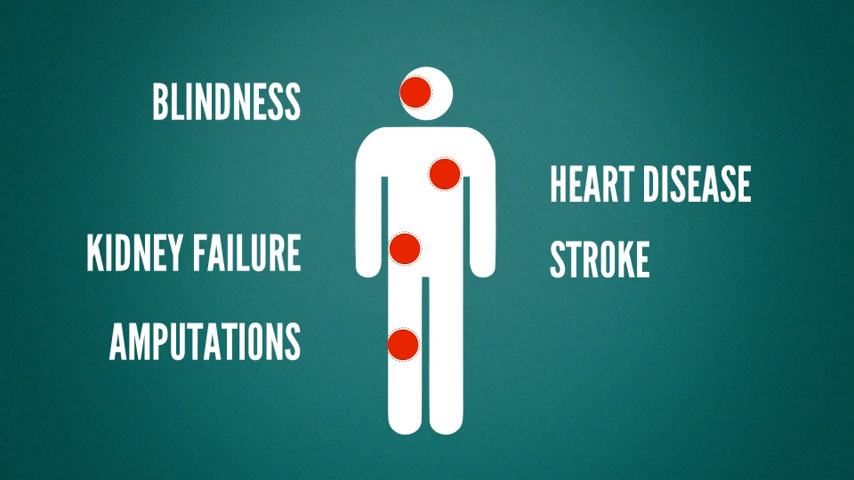 BLINDNESS
HEART DISEASE
KIDNEY FAILURE
STROKE
AMPUTATIONS